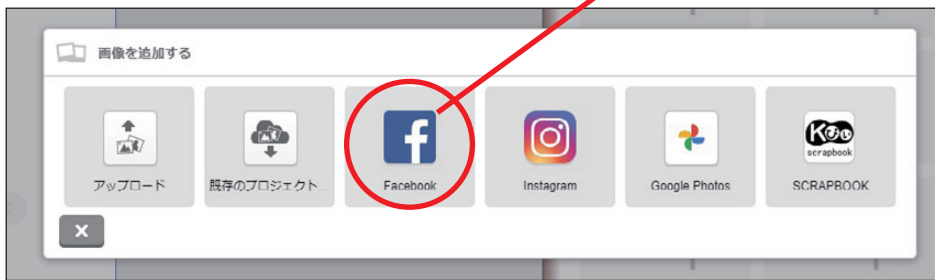 画像を追加する
アップロード
既存のプロジェクト...
Facebook
Instagram
Google Photos
scrapbook
SCRAPBOOK